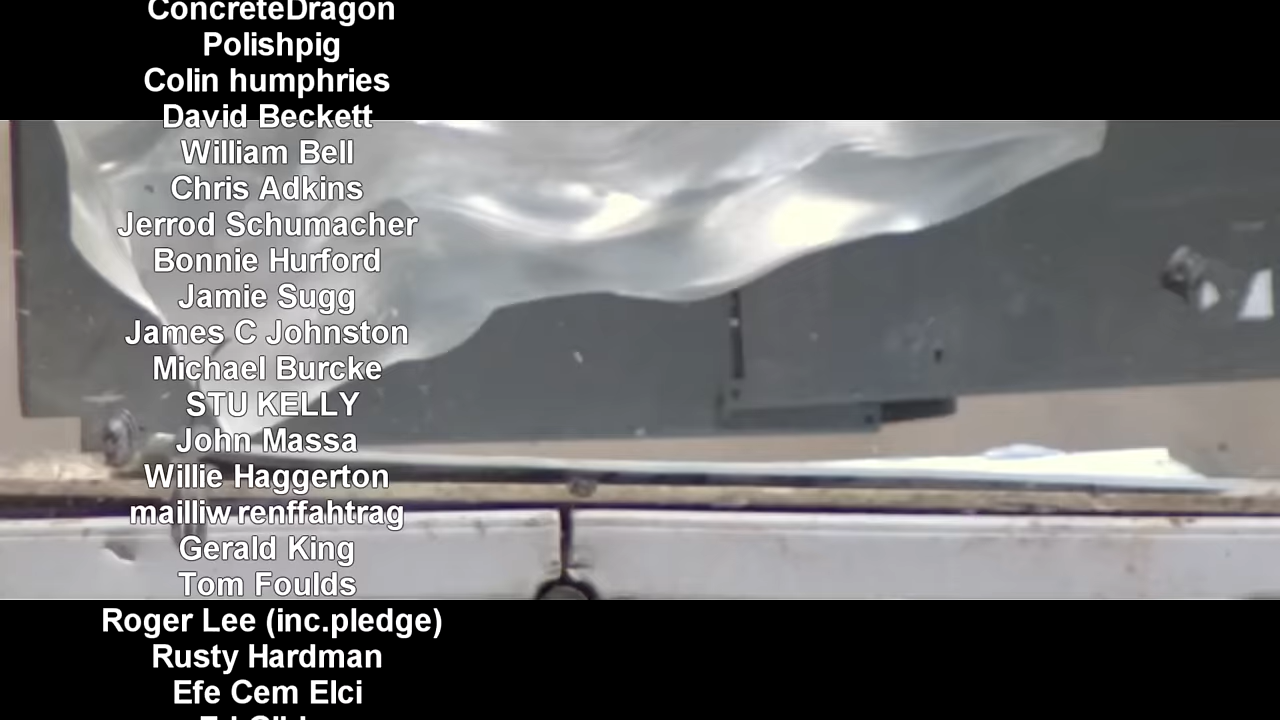 ConcreteDragon
Polishpig
Colin humphries
David Beckett
William Bell
Chris Adkins
Jerrod Schumacher
Bonnie Hurford
Jamie Sugg
James C Johnston
Michael Burcke
STU KELLY
John Massa
Willie Haggerton
mailliw renffahtrag
Gerald King
Tom Foulds
Roger Lee (inc.pledge)
Rusty Hardman
Efe Cem Elci